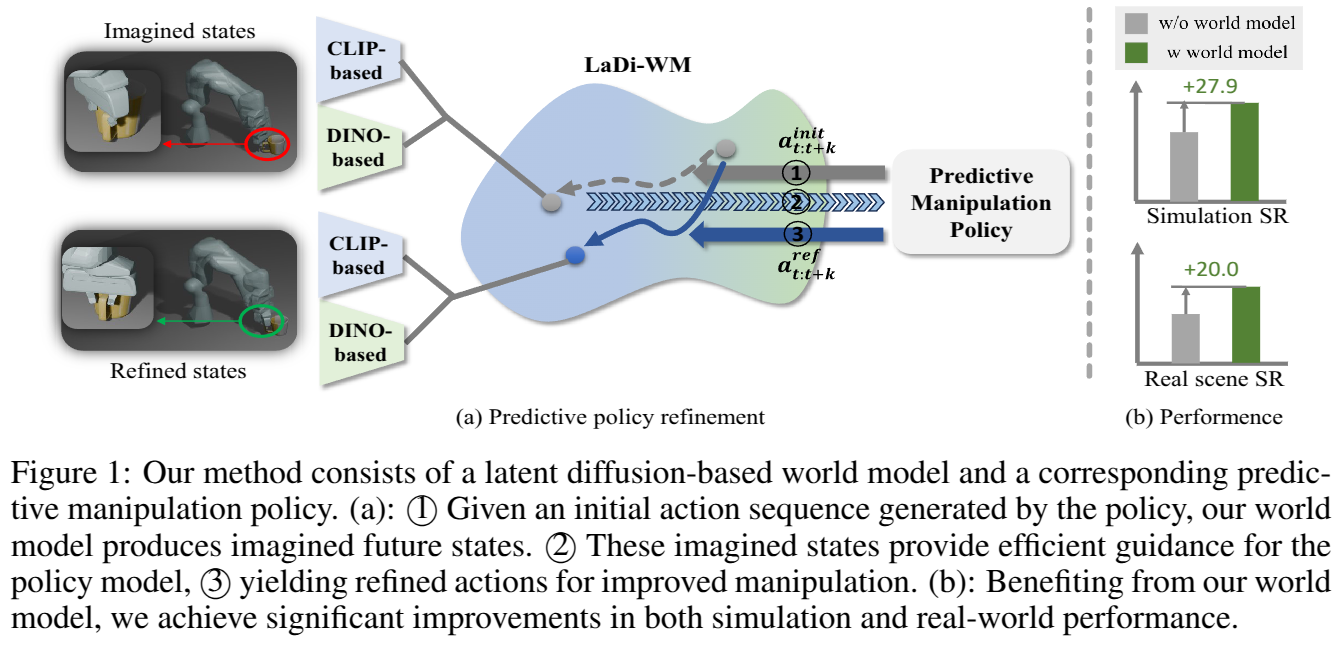 Imagined states
CLIP-
based
DINO-
based
LaDi-WM
a^{init}_{t:t+k}
1
2
3
a^{ref}_{t:t+k}
Predictive
Manipulation
Policy
CLIP-
based
DINO-
based
Refined states
(a) Predictive policy refinement
w/o world model
w world model
+27.9
Simulation SR
+20.0
Real scene SR
(b) Performence
Figure 1: Our method consists of a latent diffusion-based world model and a corresponding predic-
tive manipulation policy. (a): ① Given an initial action sequence generated by the policy, our world
model produces imagined future states. ② These imagined states provide efficient guidance for the
policy model, ③ yielding refined actions for improved manipulation. (b): Benefiting from our world
model, we achieve significant improvements in both simulation and real-world performance.